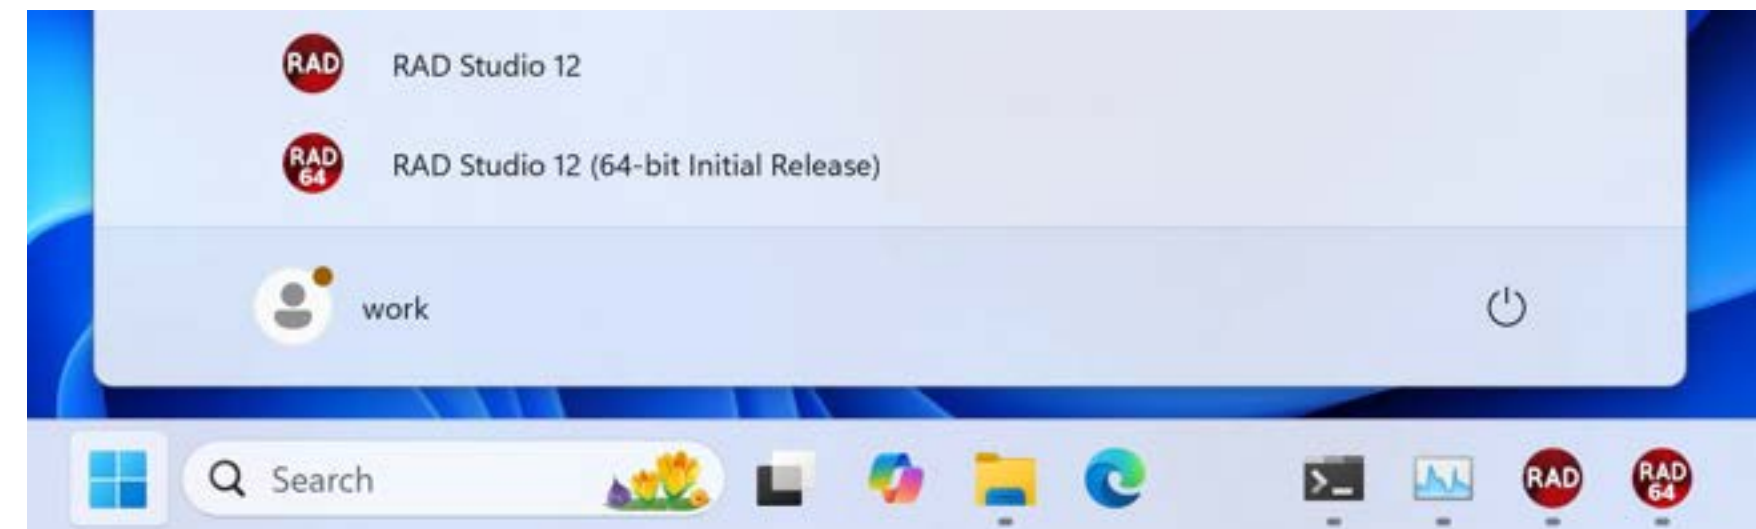 RAD
RAD Studio 12
RAD
64
RAD Studio 12 (64-bit Initial Release)
work
Search
RAD
RAD
64